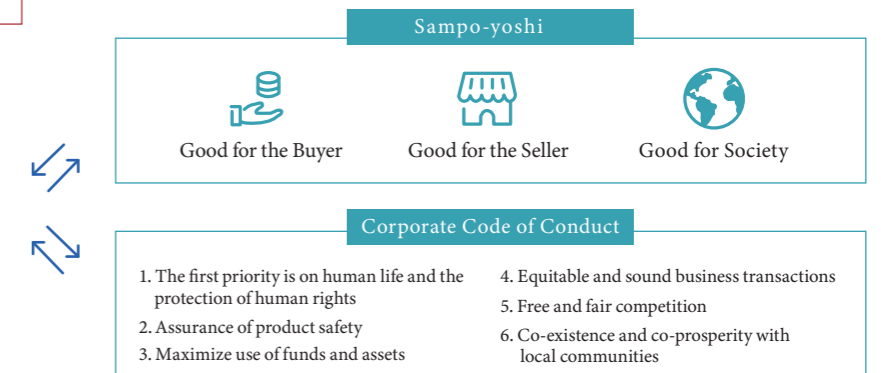 Sampo-yoshi
Good for the Buyer
Good for the Seller
Good for Society
Corporate Code of Conduct
1. The first priority is on human life and the
protection of human rights
2. Assurance of product safety
3. Maximize use of funds and assets
4. Equitable and sound business transactions
5. Free and fair competition
6. Co-existence and co-prosperity with
local communities